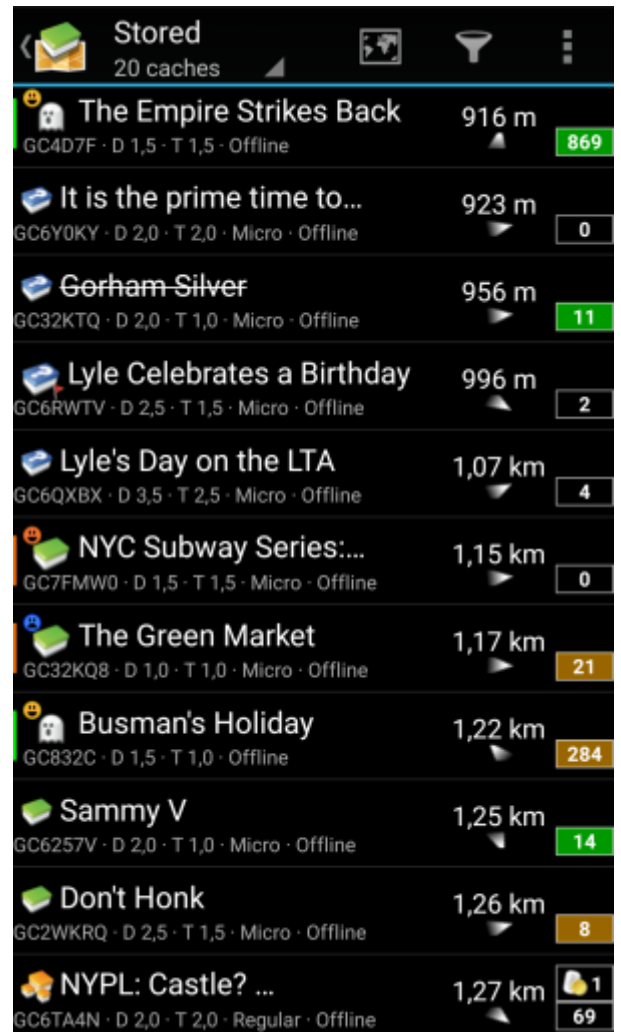 Stored
20 caches
The Empire Strikes Back 916 m
GC4D7F · D 1,5 · T 1,5 · Offline 869
It is the prime time to… 923 m
GC6Y0KY · D 2,0 · T 2,0 · Micro · Offline 0
Gorham Silver 956 m
GC32KTQ · D 2,0 · T 1,0 · Micro · Offline 11
Lyle Celebrates a Birthday 996 m
GC6RWTV · D 2,5 · T 1,5 · Micro · Offline 2
Lyle's Day on the LTA 1,07 km
GC6QXBX · D 3,5 · T 2,5 · Micro · Offline 4
NYC Subway Series:… 1,15 km
GC7FMW0 · D 1,5 · T 1,5 · Micro · Offline 0
The Green Market 1,17 km
GC32KQ8 · D 1,0 · T 1,0 · Micro · Offline 21
Busman's Holiday 1,22 km
GC832C · D 1,5 · T 1,0 · Offline 284
Sammy V 1,25 km
GC6257V · D 2,0 · T 1,0 · Micro · Offline 14
Don't Honk 1,26 km
GC2WKRQ · D 2,5 · T 1,5 · Micro · Offline 8
NYPL: Castle? … 1,27 km 1
GC6TA4N · D 2,0 · T 2,0 · Regular · Offline 69